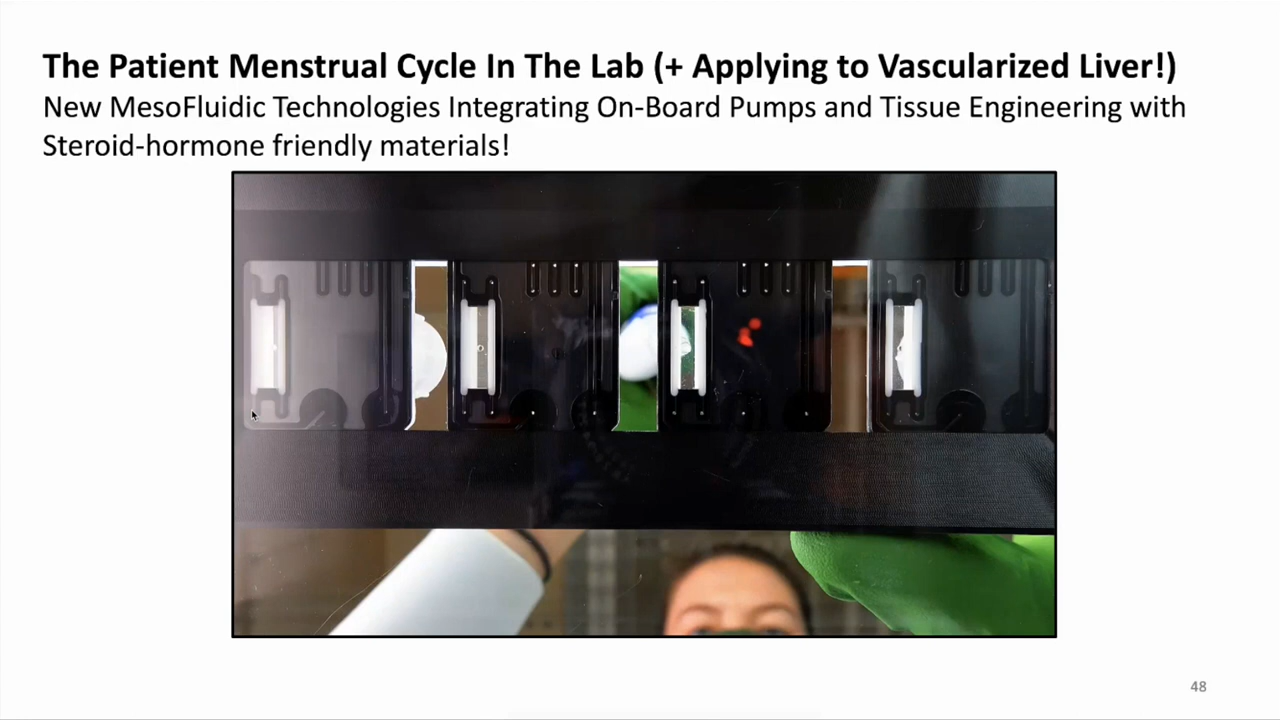 The Patient Menstrual Cycle In The Lab (+ Applying to Vascularized Liver!)
New MesoFluidic Technologies Integrating On-Board Pumps and Tissue Engineering with
Steroid-hormone friendly materials!
48